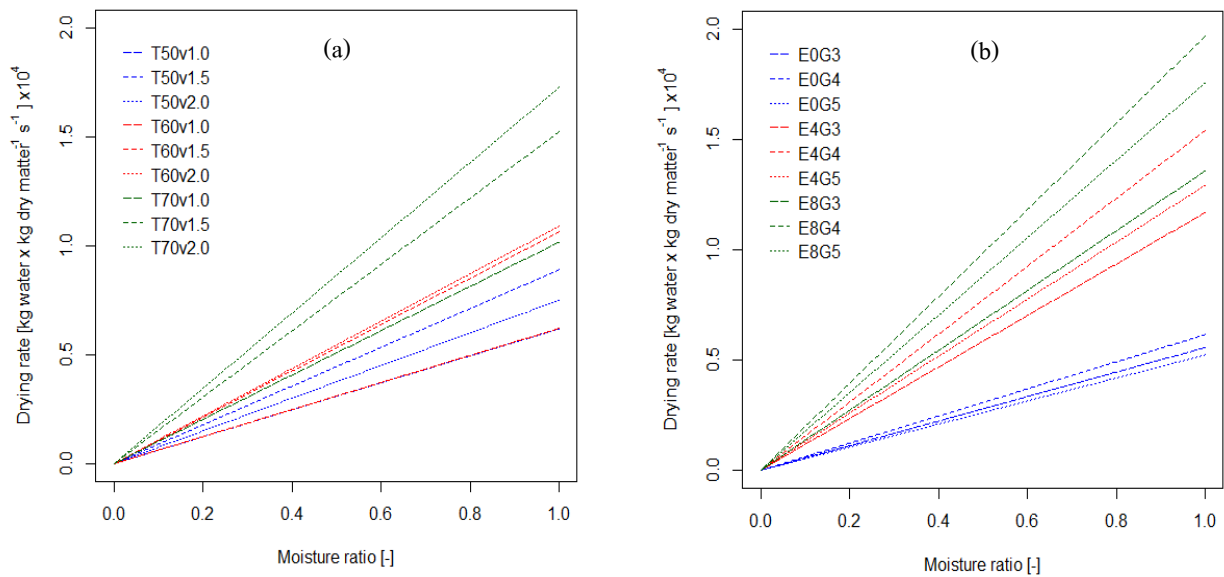 Drying rate [kg water x kg dry matter⁻¹ s⁻¹ ] x10⁴
2.0
1.5
1.0
0.5
0.0
(a)
T50v1.0
T50v1.5
T50v2.0
T60v1.0
T60v1.5
T60v2.0
T70v1.0
T70v1.5
T70v2.0
0.0 0.2 0.4 0.6 0.8 1.0
Moisture ratio [-]
Drying rate [kg water x kg dry matter⁻¹ s⁻¹ ] x10⁴
2.0
1.5
1.0
0.5
0.0
(b)
E0G3
E0G4
E0G5
E4G3
E4G4
E4G5
E8G3
E8G4
E8G5
0.0 0.2 0.4 0.6 0.8 1.0
Moisture ratio [-]